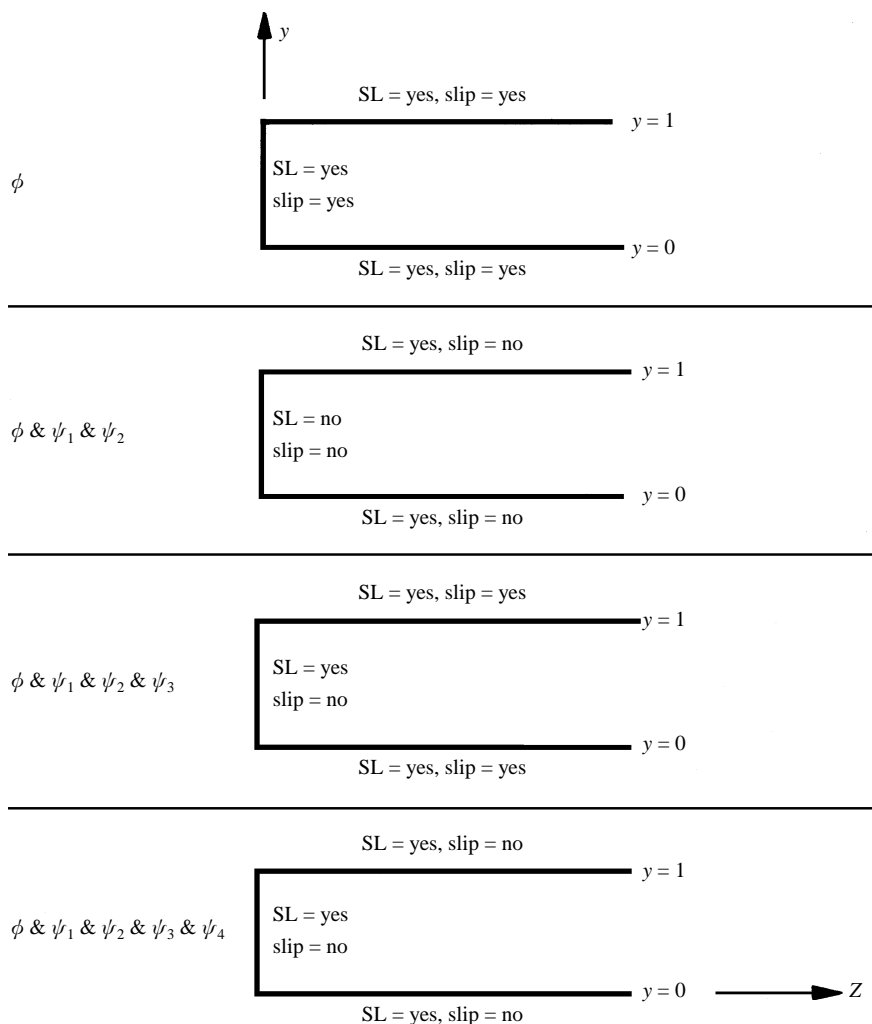 y
SL = yes, slip = yes
y = 1
ϕ
SL = yes
slip = yes
y = 0
SL = yes, slip = yes
SL = yes, slip = no
y = 1
ϕ & ψ₁ & ψ₂
SL = no
slip = no
y = 0
SL = yes, slip = no
SL = yes, slip = yes
y = 1
ϕ & ψ₁ & ψ₂ & ψ₃
SL = yes
slip = no
y = 0
SL = yes, slip = yes
SL = yes, slip = no
y = 1
ϕ & ψ₁ & ψ₂ & ψ₃ & ψ₄
SL = yes
slip = no
y = 0
Z
SL = yes, slip = no